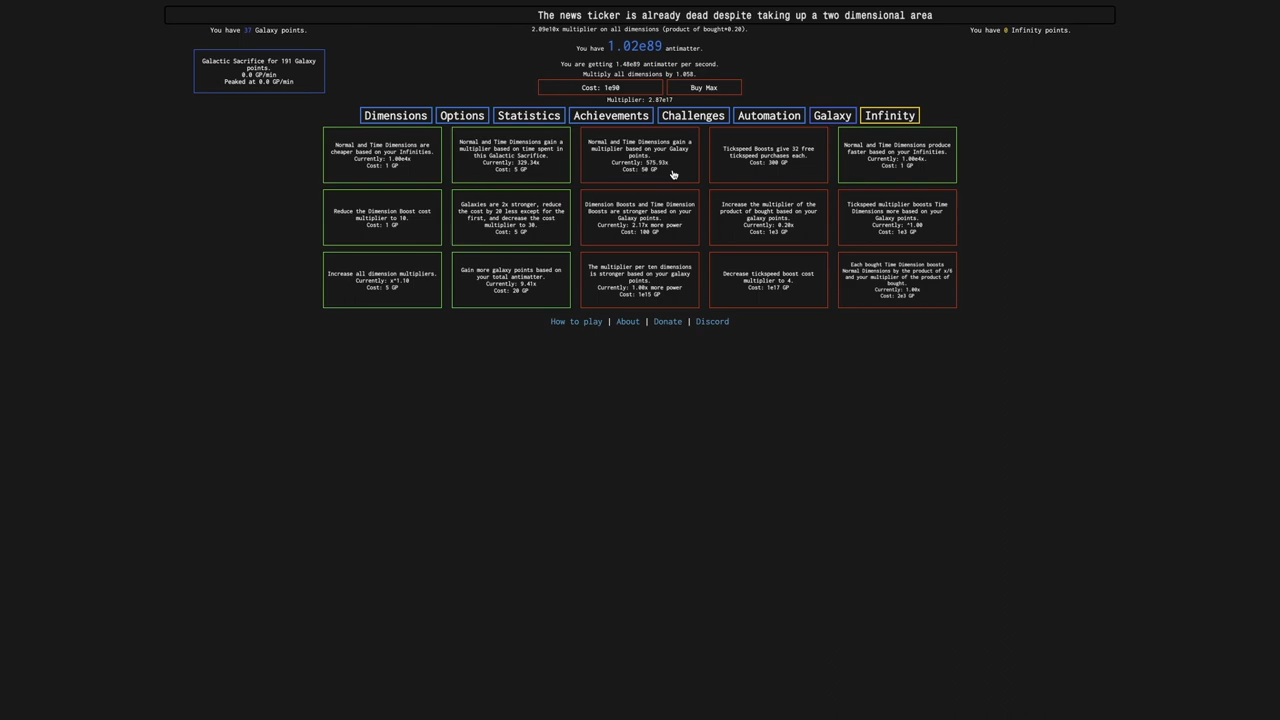 The news ticker is already dead despite taking up a two dimensional area
You have 37 Galaxy points.
2.09e10x multiplier on all dimensions (product of bought*0.20).
You have 0 Infinity points.
You have 1.02e89 antimatter.
Galactic Sacrifice for 191 Galaxy
points.
0.0 GP/min
Peaked at 0.0 GP/min
You are getting 1.48e89 antimatter per second.
Multiply all dimensions by 1.058.
Cost: 1e90
Buy Max
Multiplier: 2.87e17
Dimensions
Options
Statistics
Achievements
Challenges
Automation
Galaxy
Infinity
Normal and Time Dimensions are
cheaper based on your Infinities.
Currently: 1.00e4x
Cost: 1 GP
Normal and Time Dimensions gain a
multiplier based on time spent in
this Galactic Sacrifice.
Currently: 329.34x
Cost: 5 GP
Normal and Time Dimensions gain a
multiplier based on your Galaxy
points.
Currently: 575.93x
Cost: 50 GP
Tickspeed Boosts give 32 free
tickspeed purchases each.
Cost: 300 GP
Normal and Time Dimensions produce
faster based on your Infinities.
Currently: 1.00e4x.
Cost: 1 GP
Reduce the Dimension Boost cost
multiplier to 10.
Cost: 1 GP
Galaxies are 2x stronger, reduce
the cost by 20 less except for the
first, and decrease the cost
multiplier to 30.
Cost: 5 GP
Dimension Boosts and Time Dimension
Boosts are stronger based on your
Galaxy points.
Currently: 2.17x more power
Cost: 100 GP
Increase the multiplier of the
product of bought based on your
galaxy points.
Currently: 0.20x
Cost: 1e3 GP
Tickspeed multiplier boosts Time
Dimensions more based on your
Galaxy points.
Currently: ^1.00
Cost: 1e3 GP
Increase all dimension multipliers.
Currently: x^1.10
Cost: 5 GP
Gain more galaxy points based on
your total antimatter.
Currently: 9.41x
Cost: 20 GP
The multiplier per ten dimensions
is stronger based on your galaxy
points.
Currently: 1.00x more power
Cost: 1e15 GP
Decrease tickspeed boost cost
multiplier to 4.
Cost: 1e17 GP
Each bought Time Dimension boosts
Normal Dimensions by the product of x/6
and your multiplier of the product of
bought.
Currently: 1.00x
Cost: 2e3 GP
How to play | About | Donate | Discord